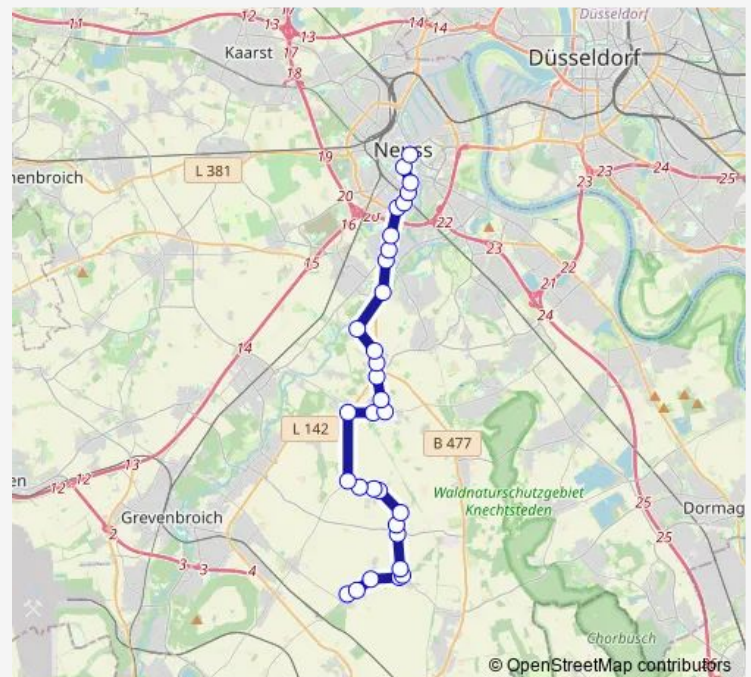 Düsseldorf
11
12
13
17
13
14
14
Kaarst
17
18
Düsseldorf
Neuss
19
nenbroich
L 381
24
25
23
23
20
20
16
22
15
23
22
21
24
14
L 142
B 477
en
12
12
13
Waldnaturschutzgebiet
Knechtsteden
25
Dormag
Grevenbroich
2
25
3
3
4
Chorbusch
© OpenStreetMap contributors